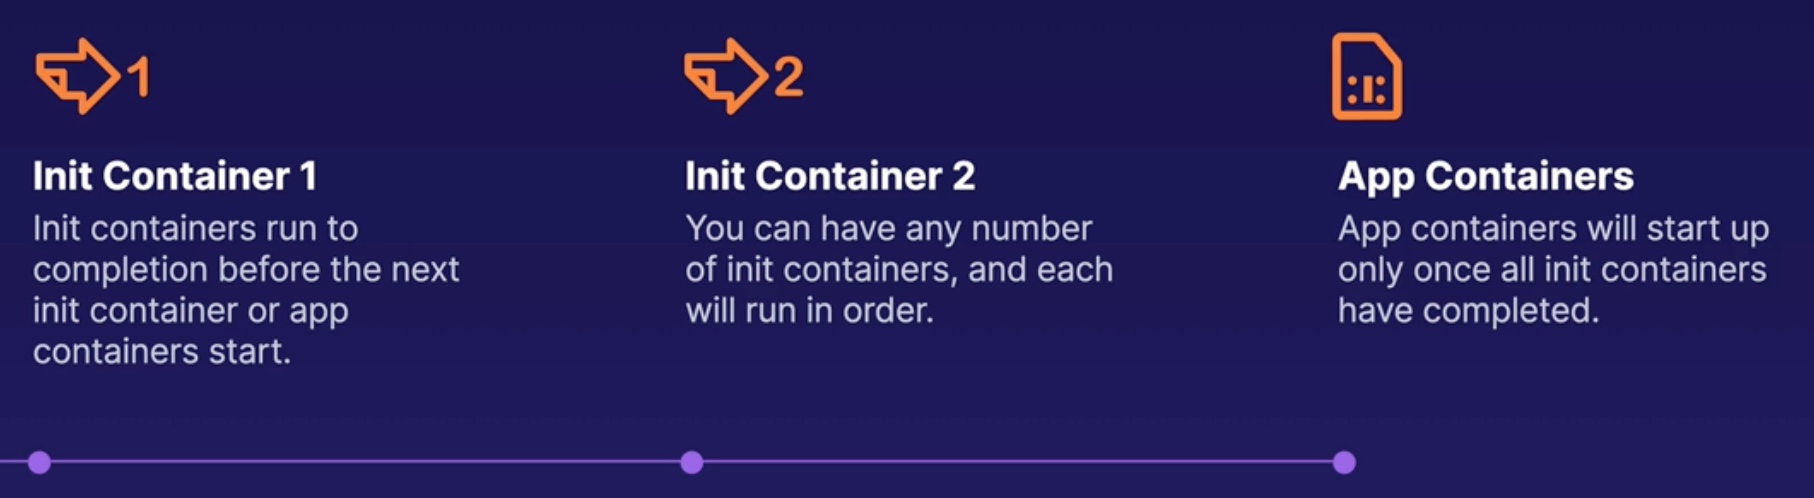 1
Init Container 1
Init containers run to
completion before the next
init container or app
containers start.
2
Init Container 2
You can have any number
of init containers, and each
will run in order.
App Containers
App containers will start up
only once all init containers
have completed.